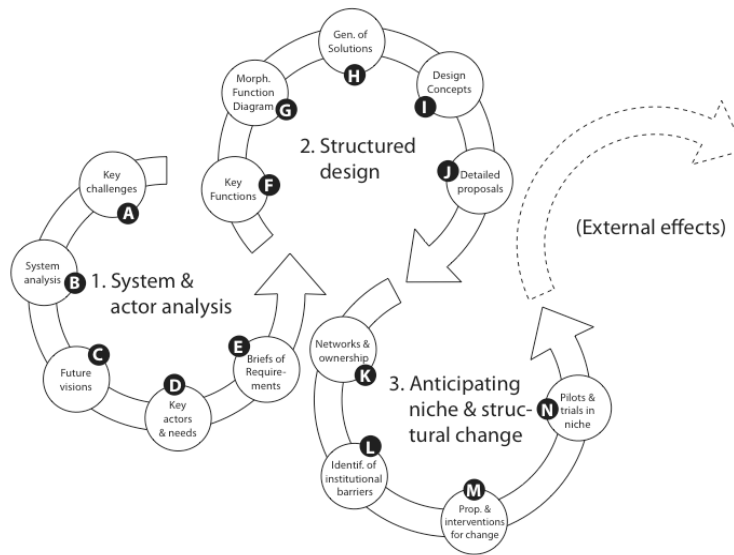 Key
challenges
A
System
analysis
B
1. System &
actor analysis
Future
visions
C
D
Key
actors
& needs
E
Briefs of
Require-
ments
Key
Functions
F
Morph.
Function
Diagram
G
Gen. of
Solutions
H
Design
Concepts
I
2. Structured
design
J
Detailed
proposals
Networks &
ownership
K
3. Anticipating
niche & struc-
tural change
L
Identif. of
institutional
barriers
M
Prop. &
interventions
for change
N
Pilots &
trials in
niche
(External effects)